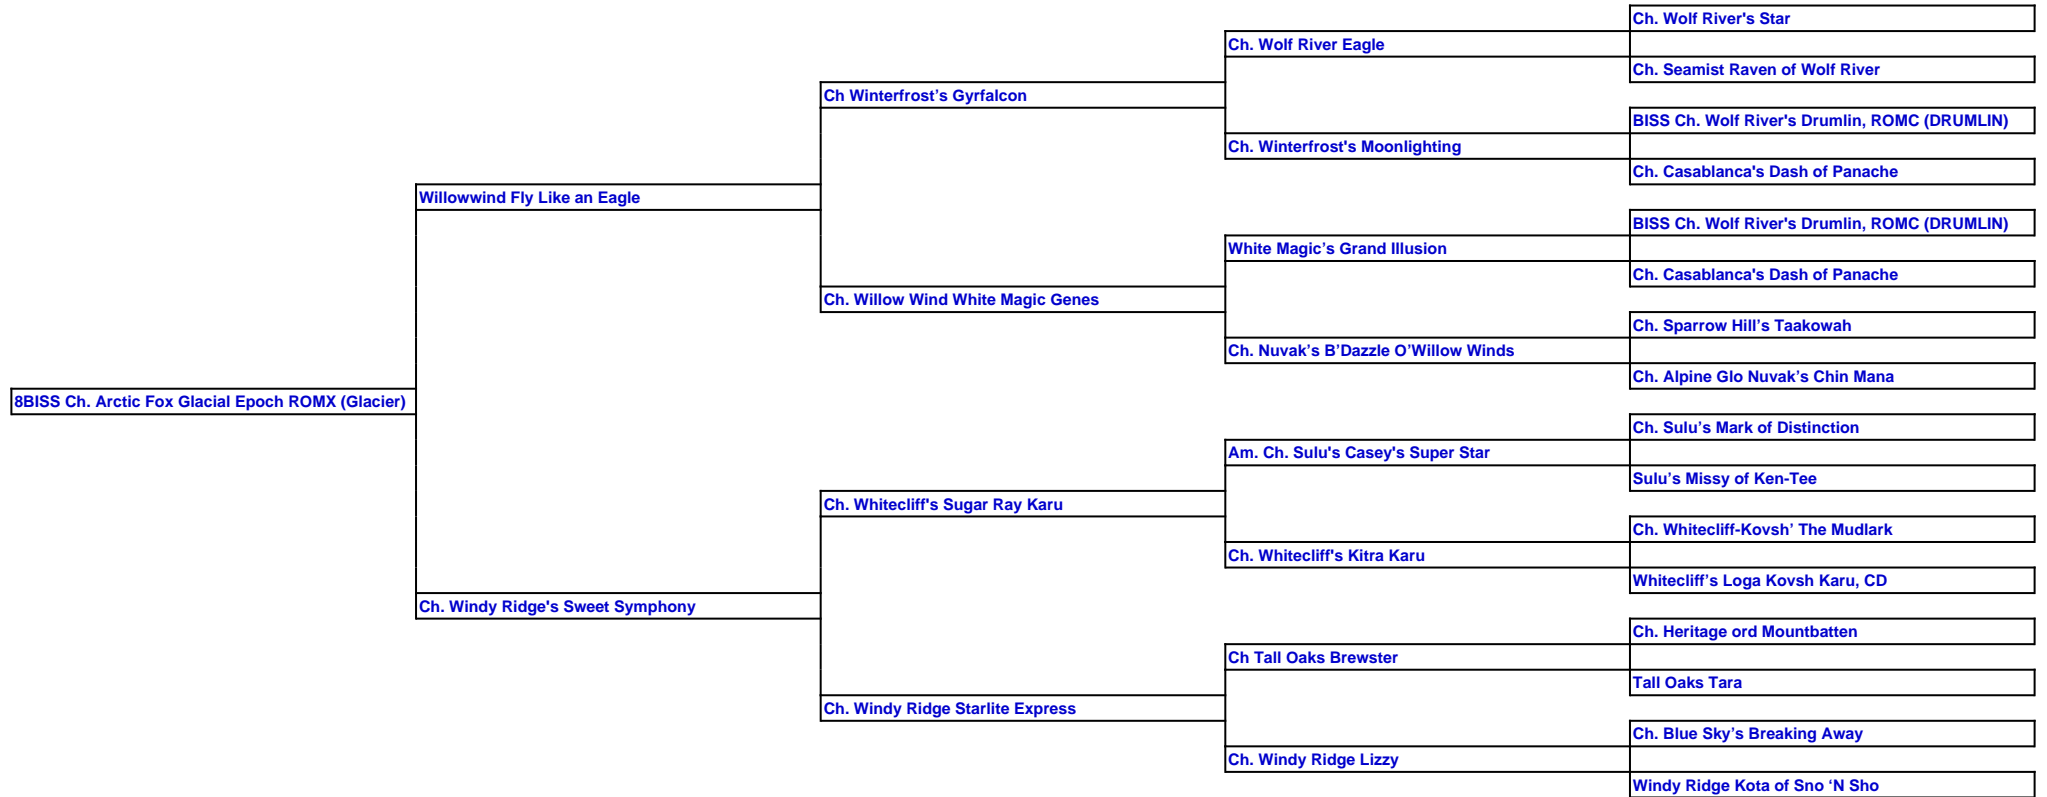 Ch. Wolf River's Star
Ch. Wolf River Eagle
Ch. Seamist Raven of Wolf River
Ch Winterfrost’s Gyrfalcon
BISS Ch. Wolf River's Drumlin, ROMC (DRUMLIN)
Ch. Winterfrost's Moonlighting
Ch. Casablanca's Dash of Panache
Willowwind Fly Like an Eagle
BISS Ch. Wolf River's Drumlin, ROMC (DRUMLIN)
White Magic’s Grand Illusion
Ch. Casablanca's Dash of Panache
Ch. Willow Wind White Magic Genes
Ch. Sparrow Hill’s Taakowah
Ch. Nuvak’s B’Dazzle O’Willow Winds
Ch. Alpine Glo Nuvak’s Chin Mana
8BISS Ch. Arctic Fox Glacial Epoch ROMX (Glacier)
Ch. Sulu’s Mark of Distinction
Am. Ch. Sulu's Casey's Super Star
Sulu’s Missy of Ken-Tee
Ch. Whitecliff's Sugar Ray Karu
Ch. Whitecliff-Kovsh’ The Mudlark
Ch. Whitecliff's Kitra Karu
Whitecliff’s Loga Kovsh Karu, CD
Ch. Windy Ridge's Sweet Symphony
Ch. Heritage ord Mountbatten
Ch Tall Oaks Brewster
Tall Oaks Tara
Ch. Windy Ridge Starlite Express
Ch. Blue Sky’s Breaking Away
Ch. Windy Ridge Lizzy
Windy Ridge Kota of Sno ‘N Sho